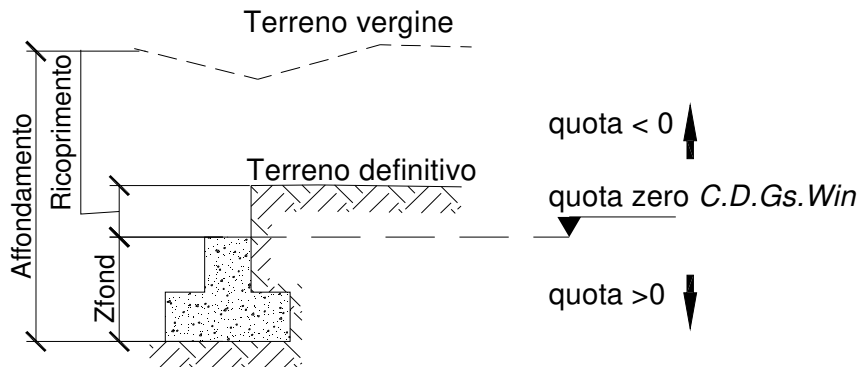 Terreno vergine
Affondamento
Ricoprimento
quota < 0
Terreno definitivo
quota zero C.D.Gs.Win
Zfond
quota >0